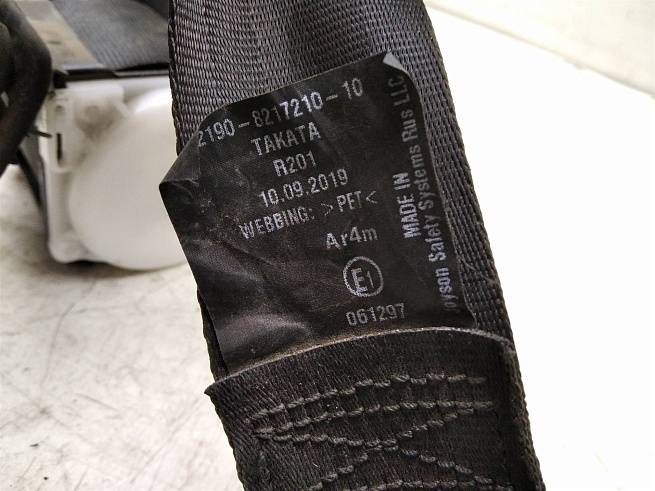 2190-8217210-10
TAKATA
R201
10.09.2019
WEBBING: >PET<
Ar4m
E1
061297
MADE IN
oyson Safety Systems Rus LLC